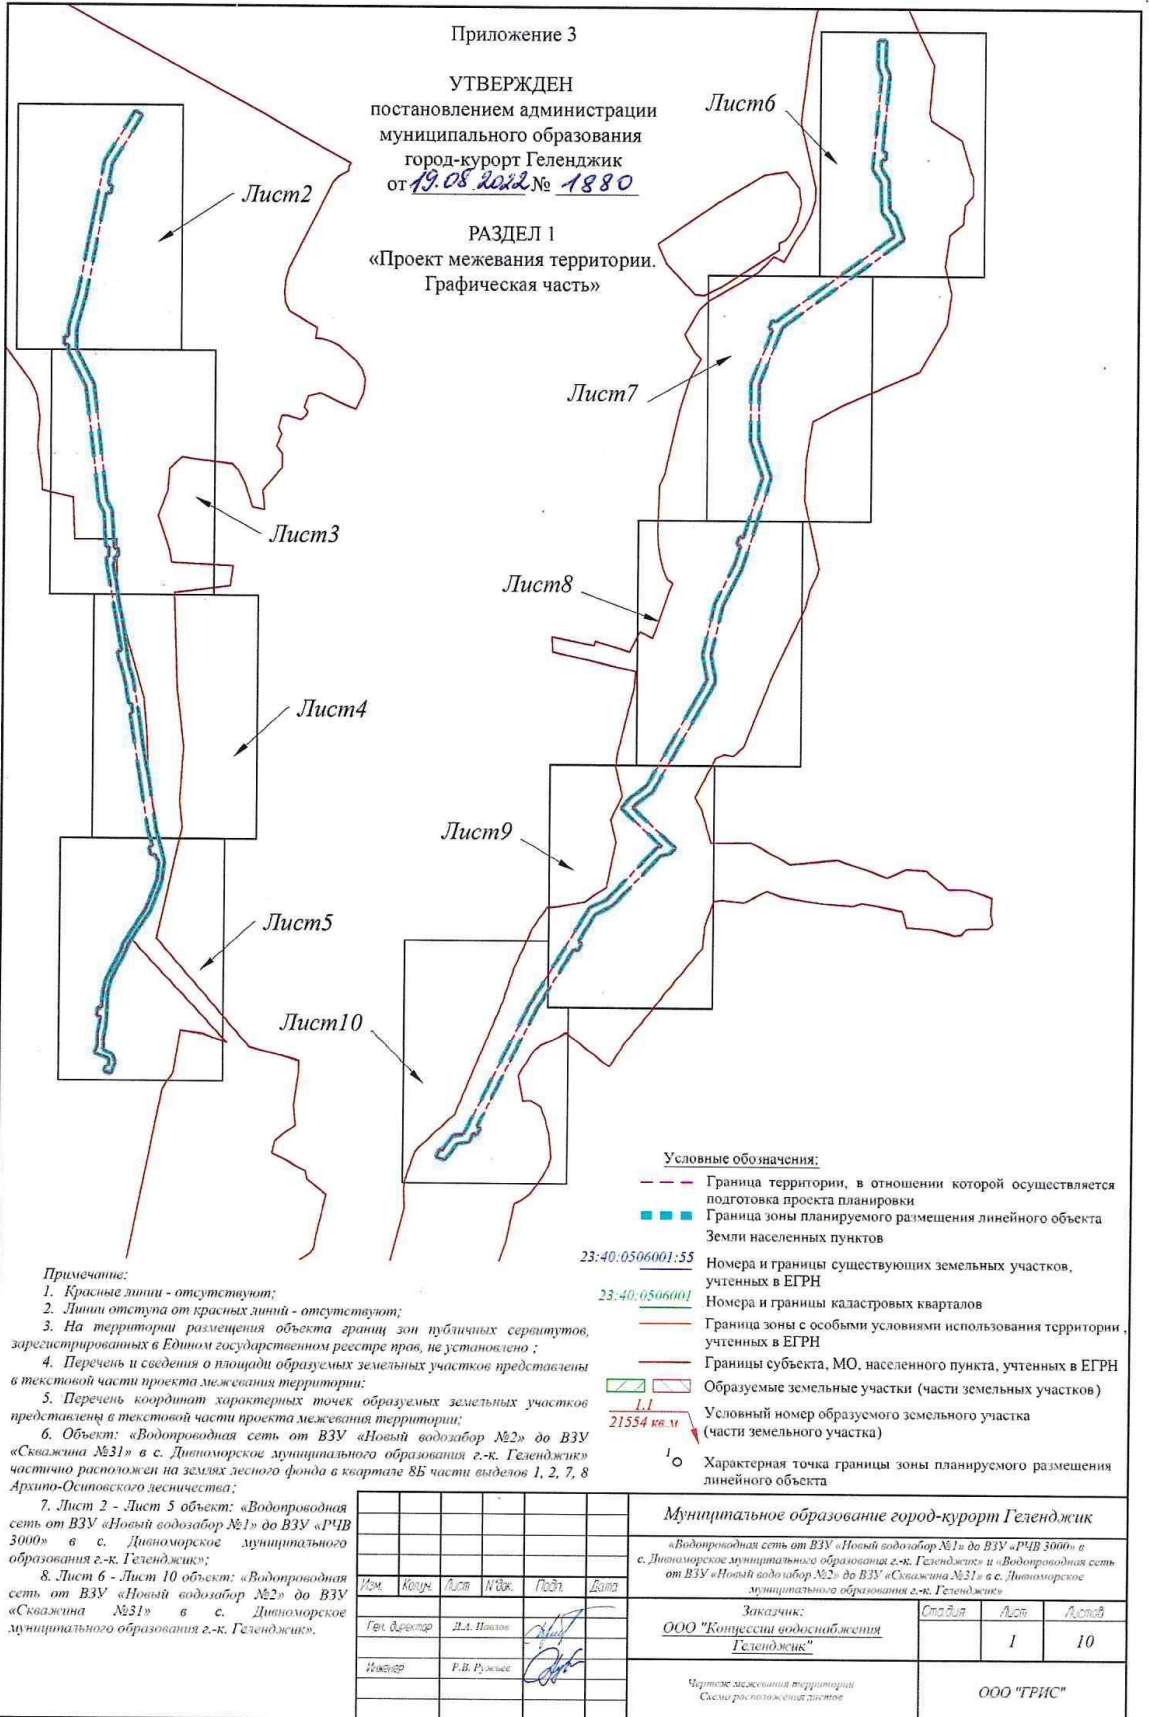 Приложение 3
УТВЕРЖДЕН
постановлением администрации
муниципального образования
город-курорт Геленджик
от 19.08.2022 № 1880
РАЗДЕЛ 1
«Проект межевания территории.
Графическая часть»
Лист2
Лист3
Лист4
Лист5
Лист6
Лист7
Лист8
Лист9
Лист10
Условные обозначения:
Граница территории, в отношении которой осуществляется
подготовка проекта планировки
Граница зоны планируемого размещения линейного объекта
Земли населенных пунктов
23:40:0506001:55
Номера и границы существующих земельных участков,
учтенных в ЕГРН
23:40:0506001
Номера и границы кадастровых кварталов
Граница зоны с особыми условиями использования территории,
учтенных в ЕГРН
Границы субъекта, МО, населенного пункта, учтенных в ЕГРН
Образуемые земельные участки (части земельных участков)
1.1
21554 кв.м
Условный номер образуемого земельного участка
(части земельного участка)
1
Характерная точка границы зоны планируемого размещения
линейного объекта
Примечание:
1. Красные линии - отсутствуют;
2. Линии отступа от красных линий - отсутствуют;
3. На территории размещения объекта границ зон публичных сервитутов,
зарегистрированных в Едином государственном реестре прав, не установлено ;
4. Перечень и сведения о площади образуемых земельных участков представлены
в текстовой части проекта межевания территории;
5. Перечень координат характерных точек образуемых земельных участков
представлены в текстовой части проекта межевания территории;
6. Объект: «Водопроводная сеть от ВЗУ «Новый водозабор №2» до ВЗУ
«Скважина №31» в с. Дивноморское муниципального образования г.-к. Геленджик»
частично расположен на землях лесного фонда в квартале 8Б части выделов 1, 2, 7, 8
Архипо-Осиповского лесничества;
7. Лист 2 - Лист 5 объект: «Водопроводная
сеть от ВЗУ «Новый водозабор №1» до ВЗУ «РЧВ
3000» в с. Дивноморское муниципального
образования г.-к. Геленджик»;
8. Лист 6 - Лист 10 объект: «Водопроводная
сеть от ВЗУ «Новый водозабор №2» до ВЗУ
«Скважина №31» в с. Дивноморское
муниципального образования г.-к. Геленджик».
Муниципальное образование город-курорт Геленджик
«Водопроводная сеть от ВЗУ «Новый водозабор №1» до ВЗУ «РЧВ 3000» в
с. Дивноморское муниципального образования г.-к. Геленджик» и «Водопроводная сеть
от ВЗУ «Новый водозабор №2» до ВЗУ «Скважина №31» в с. Дивноморское
муниципального образования г.-к. Геленджик»
Изм. Колуч. Лист №док. Подп. Дата
Ген. директор Д.А. Павлов
Инженер Р.В. Ружьев
Заказчик:
ООО "Концессии водоснабжения
Геленджик"
Стадия Лист Листов
1 10
Чертеж межевания территории
Схема расположения листов
ООО "ГРИС"